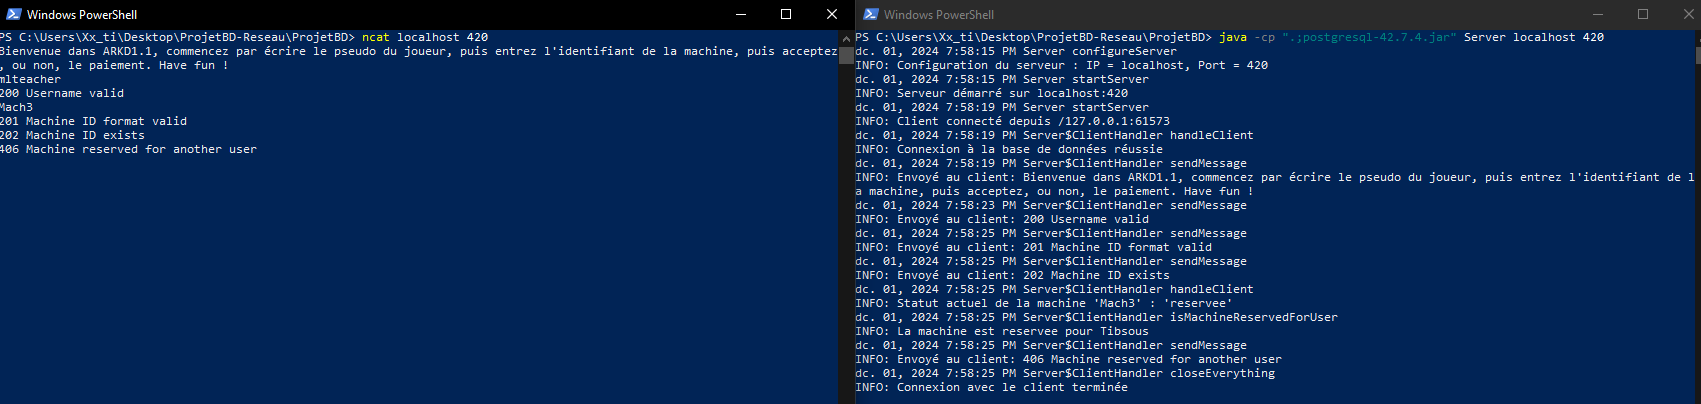 Windows PowerShell
PS C:\Users\Xx_ti\Desktop\ProjetBD-Reseau\ProjetBD> ncat localhost 420
Bienvenue dans ARKD1.1, commencez par écrire le pseudo du joueur, puis entrez l'identifiant de la machine, puis acceptez
, ou non, le paiement. Have fun !
mlteacher
200 Username valid
Mach3
201 Machine ID format valid
202 Machine ID exists
406 Machine reserved for another user
Windows PowerShell
PS C:\Users\Xx_ti\Desktop\ProjetBD-Reseau\ProjetBD> java -cp ".;postgresql-42.7.4.jar" Server localhost 420
dc. 01, 2024 7:58:15 PM Server configureServer
INFO: Configuration du serveur : IP = localhost, Port = 420
dc. 01, 2024 7:58:15 PM Server startServer
INFO: Serveur démarré sur localhost:420
dc. 01, 2024 7:58:19 PM Server startServer
INFO: Client connecté depuis /127.0.0.1:61573
dc. 01, 2024 7:58:19 PM Server$ClientHandler handleClient
INFO: Connexion à la base de données réussie
dc. 01, 2024 7:58:19 PM Server$ClientHandler sendMessage
INFO: Envoyé au client: Bienvenue dans ARKD1.1, commencez par écrire le pseudo du joueur, puis entrez l'identifiant de l
a machine, puis acceptez, ou non, le paiement. Have fun !
dc. 01, 2024 7:58:23 PM Server$ClientHandler sendMessage
INFO: Envoyé au client: 200 Username valid
dc. 01, 2024 7:58:25 PM Server$ClientHandler sendMessage
INFO: Envoyé au client: 201 Machine ID format valid
dc. 01, 2024 7:58:25 PM Server$ClientHandler sendMessage
INFO: Envoyé au client: 202 Machine ID exists
dc. 01, 2024 7:58:25 PM Server$ClientHandler handleClient
INFO: Statut actuel de la machine 'Mach3' : 'reservee'
dc. 01, 2024 7:58:25 PM Server$ClientHandler isMachineReservedForUser
INFO: La machine est reservee pour Tibsous
dc. 01, 2024 7:58:25 PM Server$ClientHandler sendMessage
INFO: Envoyé au client: 406 Machine reserved for another user
dc. 01, 2024 7:58:25 PM Server$ClientHandler closeEverything
INFO: Connexion avec le client terminée